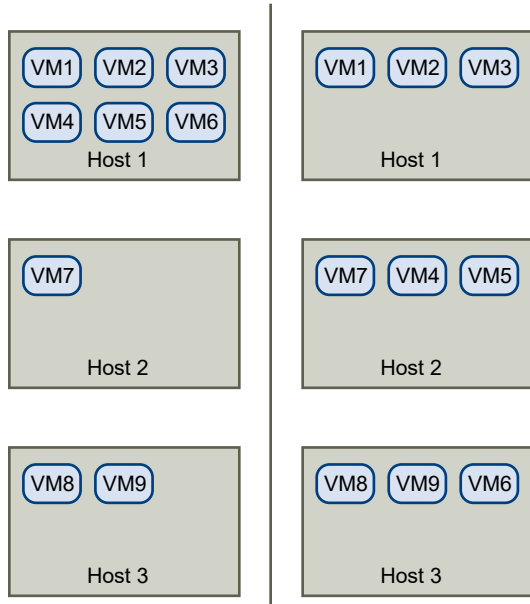 VM1 VM2 VM3
VM4 VM5 VM6
Host 1
VM7
Host 2
VM8 VM9
Host 3
VM1 VM2 VM3
Host 1
VM7 VM4 VM5
Host 2
VM8 VM9 VM6
Host 3